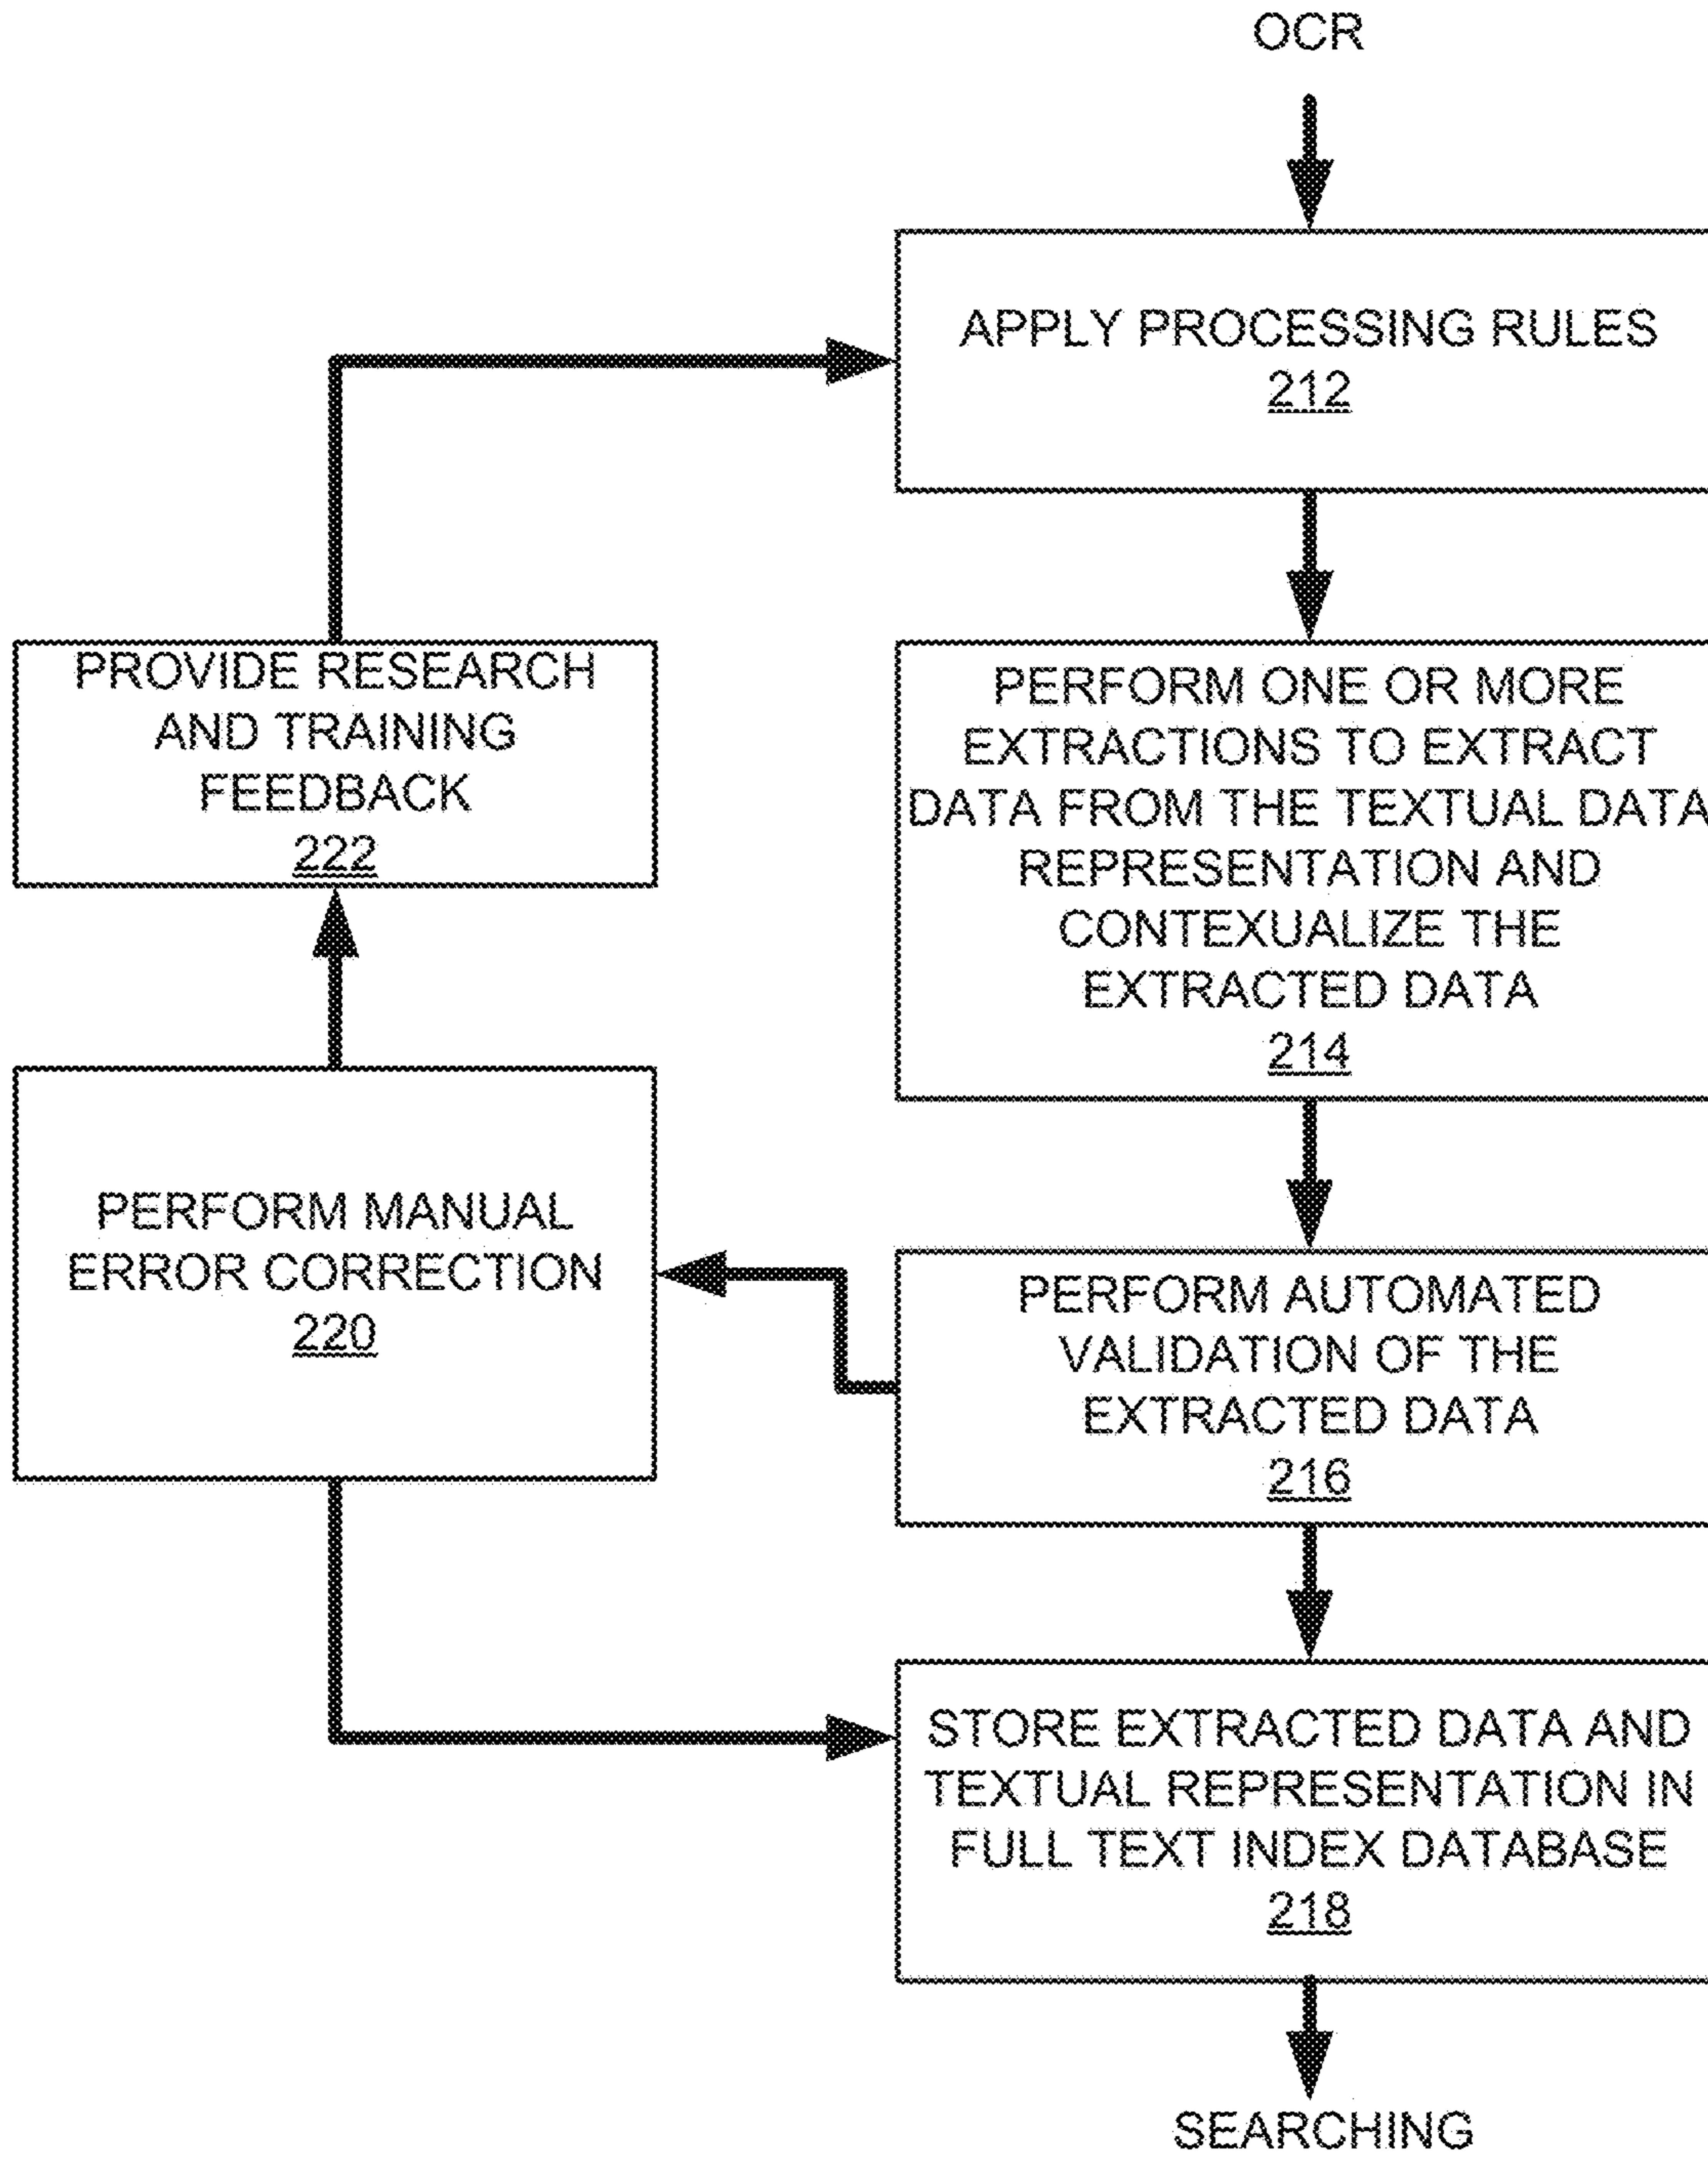 OCR
APPLY PROCESSING RULES
212
PROVIDE RESEARCH
AND TRAINING
FEEDBACK
222
PERFORM ONE OR MORE
EXTRACTIONS TO EXTRACT
DATA FROM THE TEXTUAL DATA
REPRESENTATION AND
CONTEXUALIZE THE
EXTRACTED DATA
214
PERFORM MANUAL
ERROR CORRECTION
220
PERFORM AUTOMATED
VALIDATION OF THE
EXTRACTED DATA
216
STORE EXTRACTED DATA AND
TEXTUAL REPRESENTATION IN
FULL TEXT INDEX DATABASE
218
SEARCHING